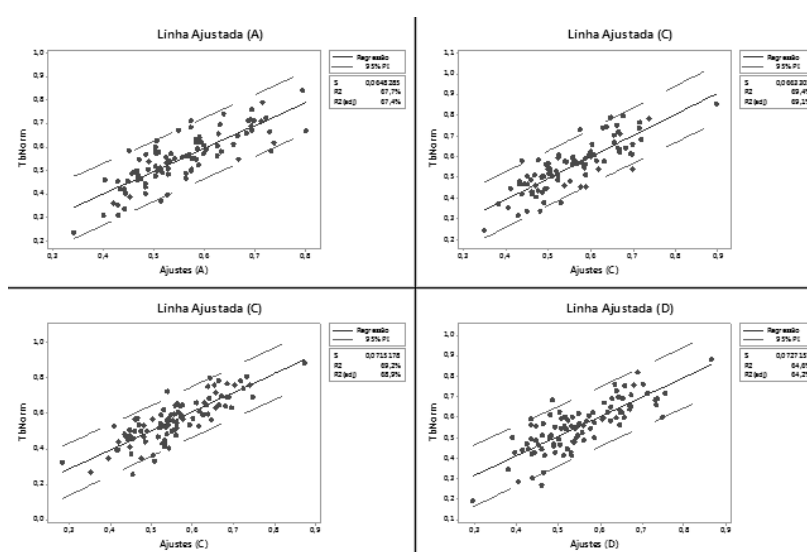 Linha Ajustada (A)
1,0
0,9
0,8
0,7
0,6
0,5
0,4
0,3
0,2
TbNorm
0,3 0,4 0,5 0,6 0,7 0,8
Ajustes (A)
Regressão
95% PI
S 0,0648285
R2 67,7%
R2(adj) 67,4%
Linha Ajustada (C)
1,1
1,0
0,9
0,8
0,7
0,6
0,5
0,4
0,3
0,2
TbNorm
0,3 0,4 0,5 0,6 0,7 0,8 0,9
Ajustes (C)
Regressão
95% PI
S
R2 69,4%
R2(adj)
Linha Ajustada (C)
1,0
0,8
0,6
0,4
0,2
0,0
TbNorm
0,3 0,4 0,5 0,6 0,7 0,8 0,9
Ajustes (C)
Regressão
95% PI
S 0,0715178
R2 69,2%
R2(adj) 68,9%
Linha Ajustada (D)
1,0
0,9
0,8
0,7
0,6
0,5
0,4
0,3
0,2
0,1
TbNorm
0,3 0,4 0,5 0,6 0,7 0,8 0,9
Ajustes (D)
Regressão
95% PI
S
R2
R2(adj)